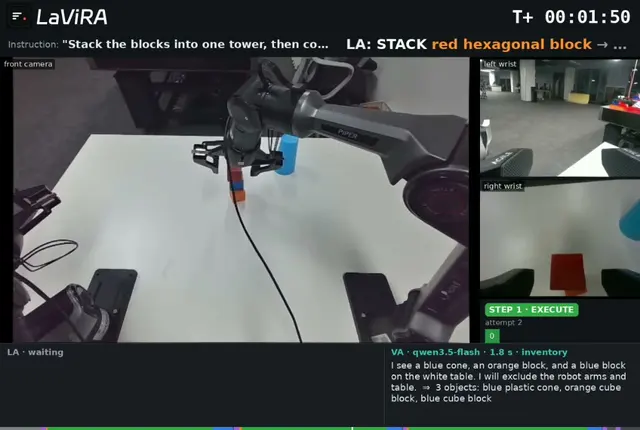 LaViRA
T+ 00:01:50
Instruction: "Stack the blocks into one tower, then co...
LA: STACK red hexagonal block → ...
front camera
left wrist
PiPER
right wrist
STEP 1 · EXECUTE
attempt 2
0
LA · waiting
VA · qwen3.5-flash · 1.8 s · inventory
I see a blue cone, an orange block, and a blue block
on the white table. I will exclude the robot arms and
table. ⇒ 3 objects: blue plastic cone, orange cube
block, blue cube block